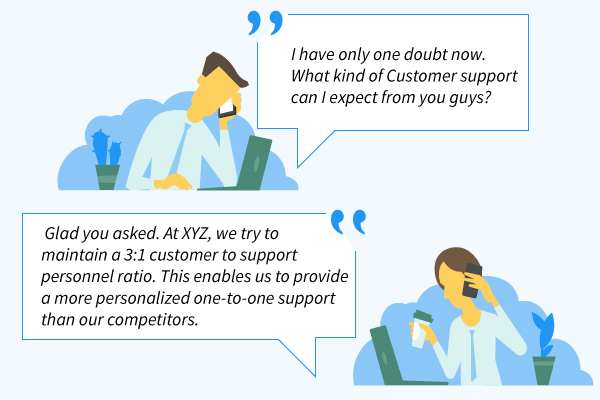 I have only one doubt now.
What kind of Customer support
can I expect from you guys?
Glad you asked. At XYZ, we try to
maintain a 3:1 customer to support
personnel ratio. This enables us to provide
a more personalized one-to-one support
than our competitors.